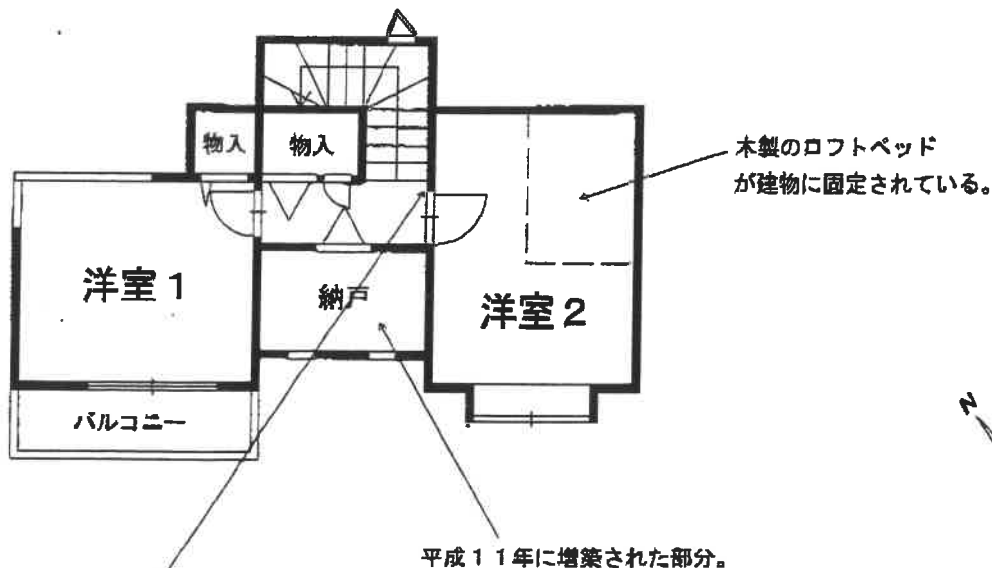 物入
物入
木製のロフトベッド
が建物に固定されている。
洋室1
納戸
洋室2
バルコニー
N
平成11年に増築された部分。